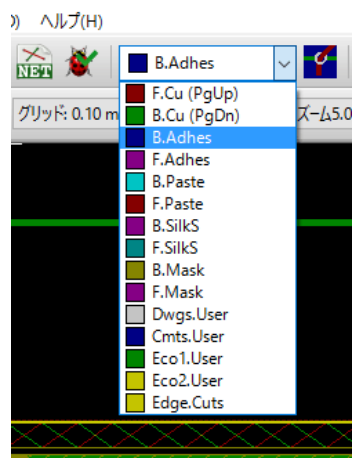 ) ヘルプ(H)
NET
B.Adhes
グリッド: 0.10 m
ズーム5.0
F.Cu (PgUp)
B.Cu (PgDn)
B.Adhes
F.Adhes
B.Paste
F.Paste
B.SilkS
F.SilkS
B.Mask
F.Mask
Dwgs.User
Cmts.User
Eco1.User
Eco2.User
Edge.Cuts